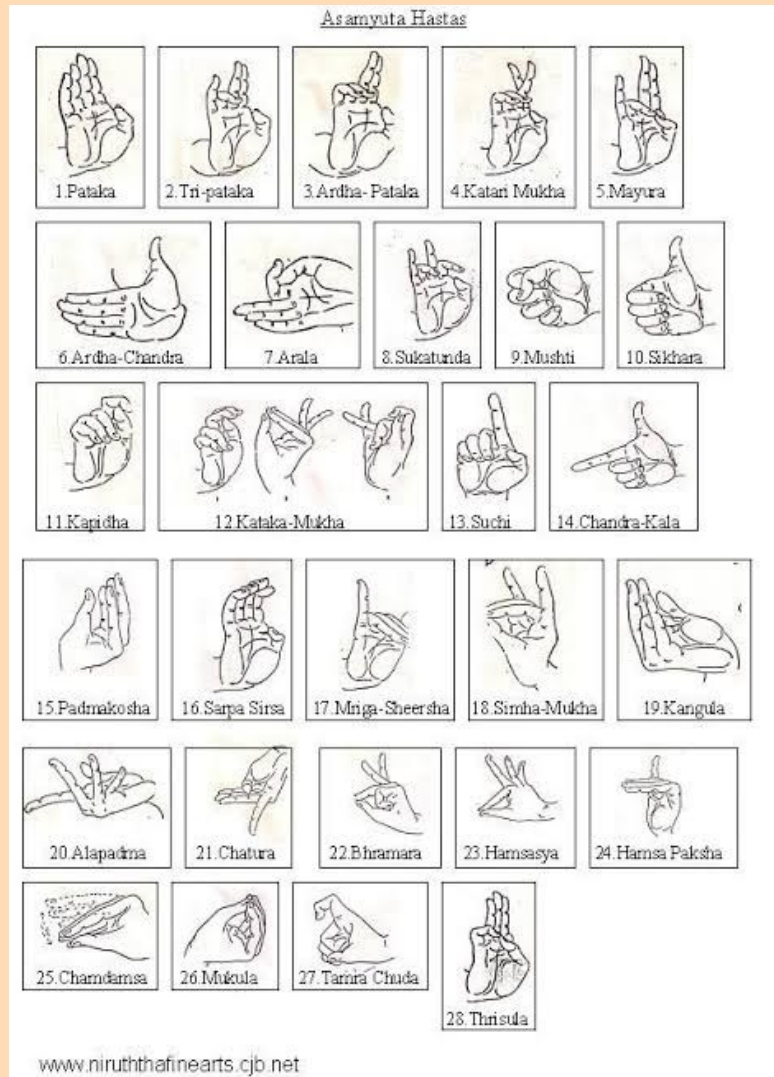 Asamyuta Hastas
1.Pataka
2.Tri-pataka
3.Ardha- Pataka
4.Katari Mukha
5.Mayura
6.Ardha-Chandra
7.Arala
8.Sukatunda
9.Mushti
10.Sikhara
11.Kapidha
12.Kataka-Mukha
13.Suchi
14.Chandra-Kala
15.Padmakosha
16.Sarpa Sirsa
17.Mriga-Sheersha
18.Simha-Mukha
19.Kangula
20.Alapadma
21.Chatura
22.Bhramara
23.Hamsasya
24.Hamsa Paksha
25.Chamdamsa
26.Mukula
27.Tamra Chuda
28.Thrisula
www.niruththafinearts.cjb.net